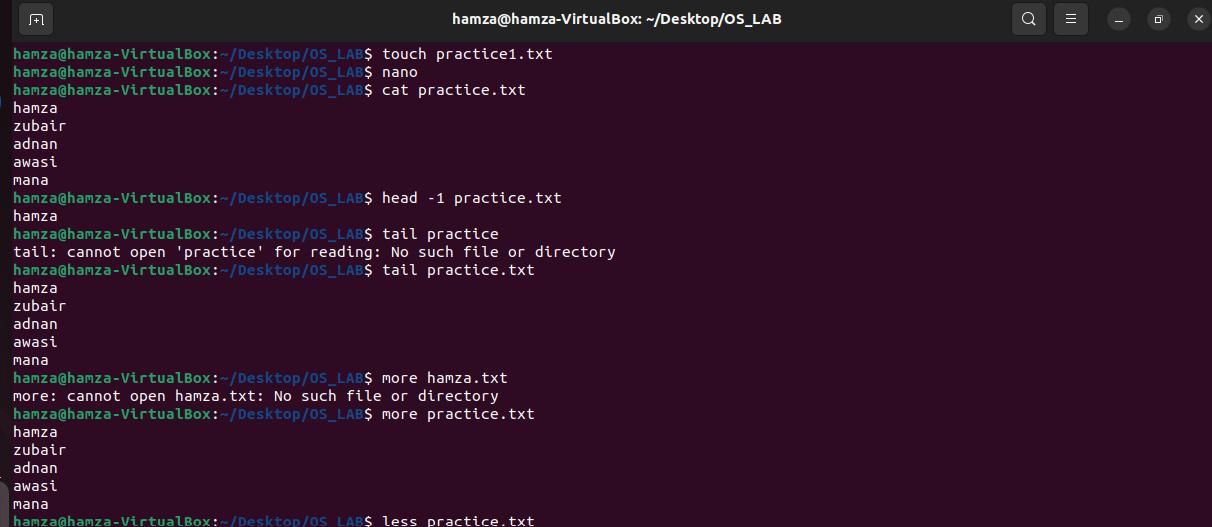 hamza@hamza-VirtualBox: ~/Desktop/OS_LAB
hamza@hamza-VirtualBox:~/Desktop/OS_LAB$ touch practice1.txt
hamza@hamza-VirtualBox:~/Desktop/OS_LAB$ nano
hamza@hamza-VirtualBox:~/Desktop/OS_LAB$ cat practice.txt
hamza
zubair
adnan
awasi
mana
hamza@hamza-VirtualBox:~/Desktop/OS_LAB$ head -1 practice.txt
hamza
hamza@hamza-VirtualBox:~/Desktop/OS_LAB$ tail practice
tail: cannot open 'practice' for reading: No such file or directory
hamza@hamza-VirtualBox:~/Desktop/OS_LAB$ tail practice.txt
hamza
zubair
adnan
awasi
mana
hamza@hamza-VirtualBox:~/Desktop/OS_LAB$ more hamza.txt
more: cannot open hamza.txt: No such file or directory
hamza@hamza-VirtualBox:~/Desktop/OS_LAB$ more practice.txt
hamza
zubair
adnan
awasi
mana
hamza@hamza-VirtualBox:~/Desktop/OS_LAB$ less practice.txt